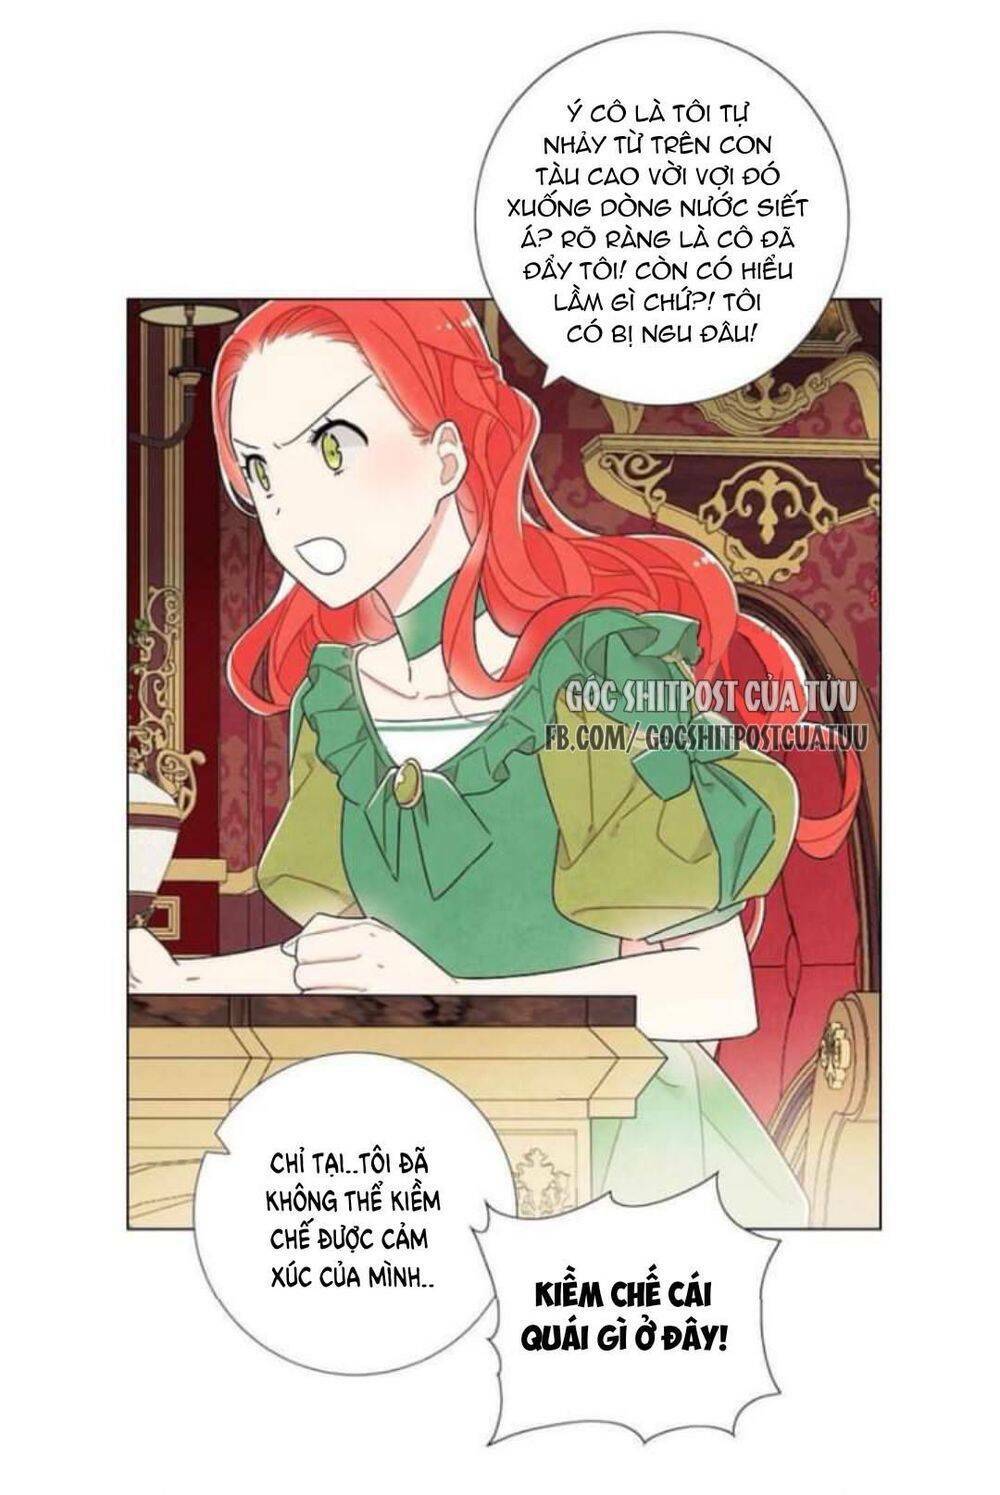 Ý CÔ LÀ TÔI TỰ
NHẢY TỪ TRÊN CON
TÀU CAO VỜI VỢI ĐÓ
XUỐNG DÒNG NƯỚC SIẾT
Á? RÕ RÀNG LÀ CÔ ĐÃ
ĐẨY TÔI! CÒN CÓ HIỂU
LẦM GÌ CHỨ?! TÔI
CÓ BỊ NGU ĐÂU!
GÓC SHITPOST CỦA TỬU
FB.COM/GOCSHITPOSTCUATUU
CHỈ TẠI..TÔI ĐÃ
KHÔNG THỂ KIỀM
CHẾ ĐƯỢC CẢM
XÚC CỦA MÌNH..
KIỀM CHẾ CÁI
QUÁI GÌ Ở ĐÂY!